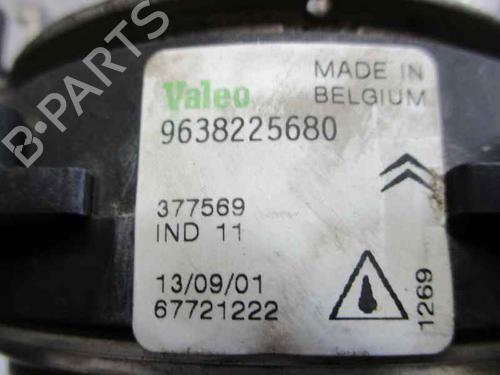 Valeo
MADE IN
BELGIUM
9638225680
377569
IND 11
13/09/01
67721222
1269
B-PARTS